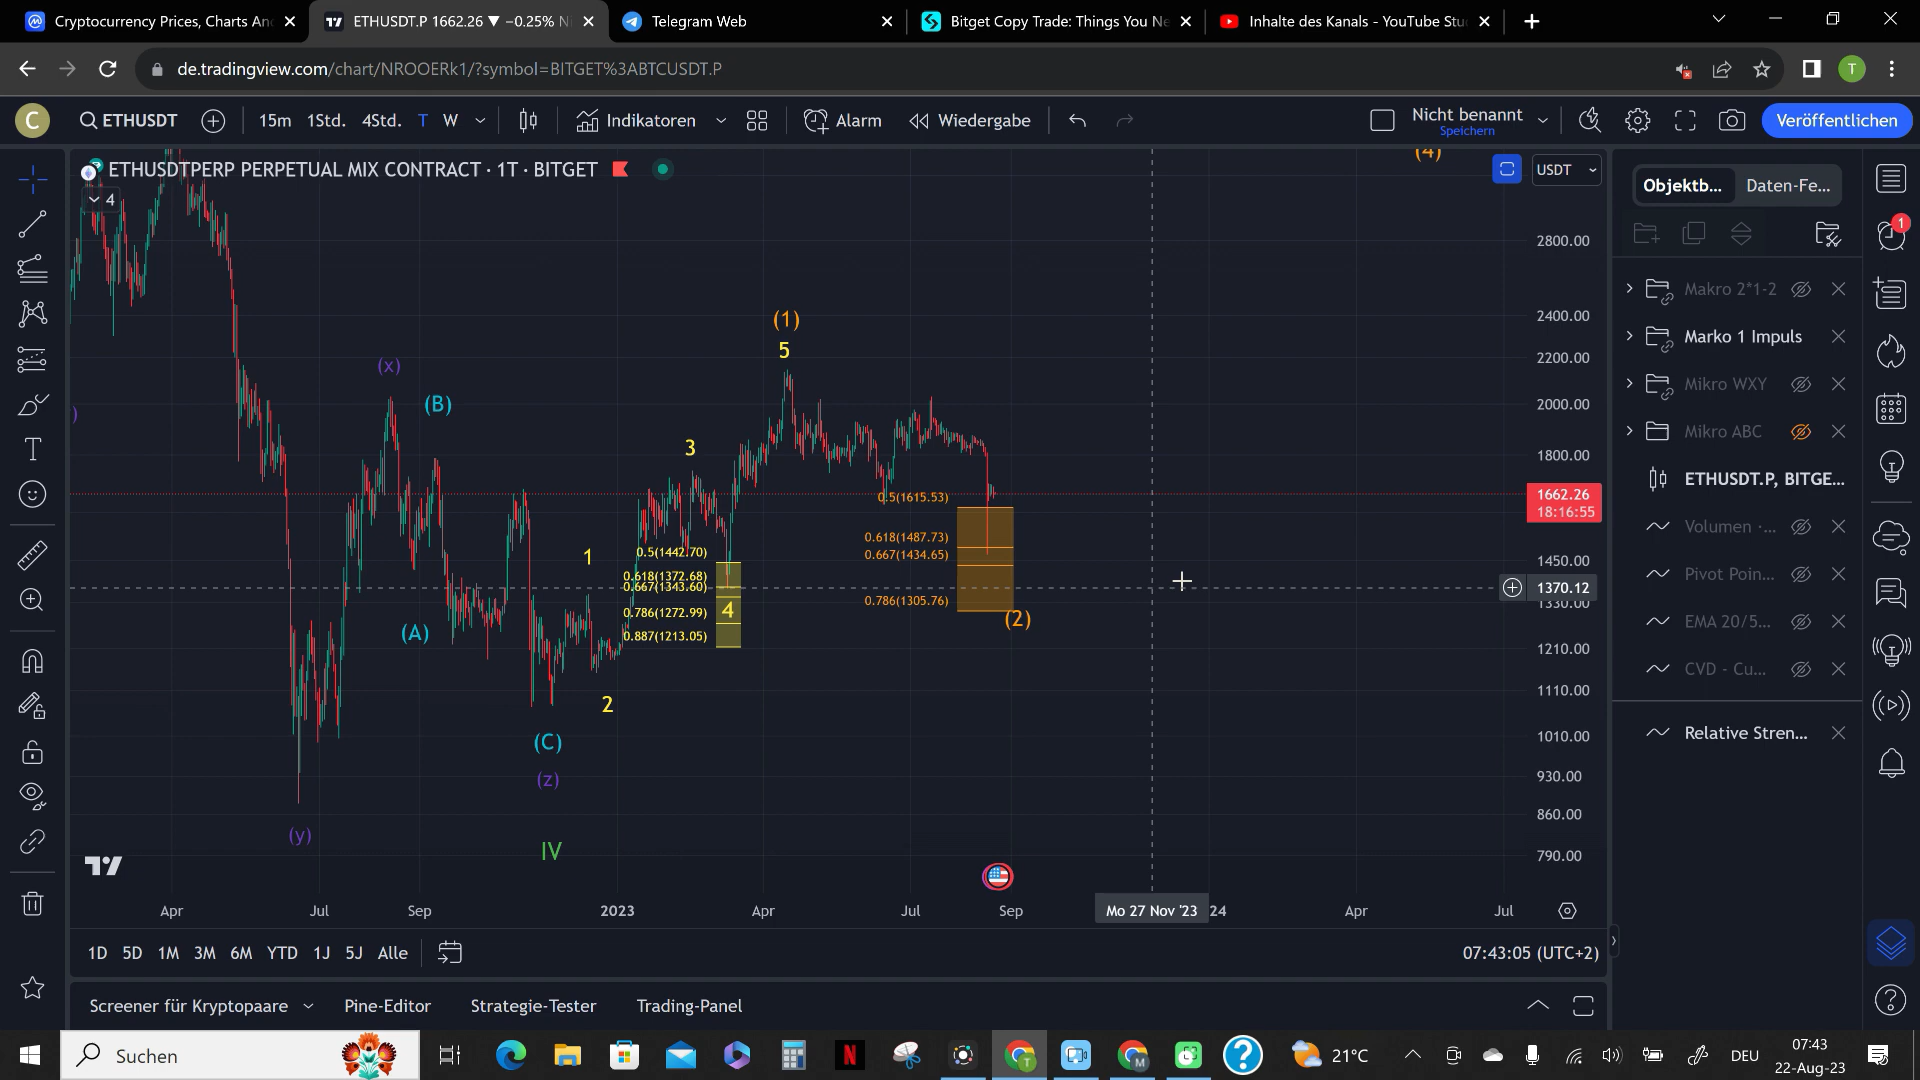 Cryptocurrency Prices, Charts And
ETHUSDT.P 1662.26 ▼ −0.25% N
Telegram Web
Bitget Copy Trade: Things You Ne
Inhalte des Kanals - YouTube Stu
de.tradingview.com/chart/NROOERk1/?symbol=BITGET%3ABTCUSDT.P
T
C
ETHUSDT
15m
1Std.
4Std.
T
W
Indikatoren
Alarm
Wiedergabe
Nicht benannt
Speichern
Veröffentlichen
ETHUSDTPERP PERPETUAL MIX CONTRACT · 1T · BITGET
4
(4)
USDT
Objektb...
Daten-Fe...
1
Makro 2*1-2
Marko 1 Impuls
Mikro WXY
Mikro ABC
ETHUSDT.P, BITGE...
Volumen ·...
Pivot Poin...
EMA 20/5...
CVD - Cu...
Relative Stren...
2800.00
2400.00
2200.00
2000.00
1800.00
1662.26
18:16:55
1450.00
1370.12
1330.00
1210.00
1110.00
1010.00
930.00
860.00
790.00
(1)
5
(x)
(B)
)
3
0.5(1615.53)
0.618(1487.73)
0.667(1434.65)
0.786(1305.76)
(2)
1
0.5(1442.70)
0.618(1372.68)
0.667(1343.60)
0.786(1272.99)
0.887(1213.05)
4
(A)
2
(C)
(z)
(y)
IV
Apr
Jul
Sep
2023
Apr
Jul
Sep
Mo 27 Nov '23
24
Apr
Jul
1D
5D
1M
3M
6M
YTD
1J
5J
Alle
07:43:05 (UTC+2)
Screener für Kryptopaare
Pine-Editor
Strategie-Tester
Trading-Panel
Suchen
21°C
DEU
07:43
22-Aug-23